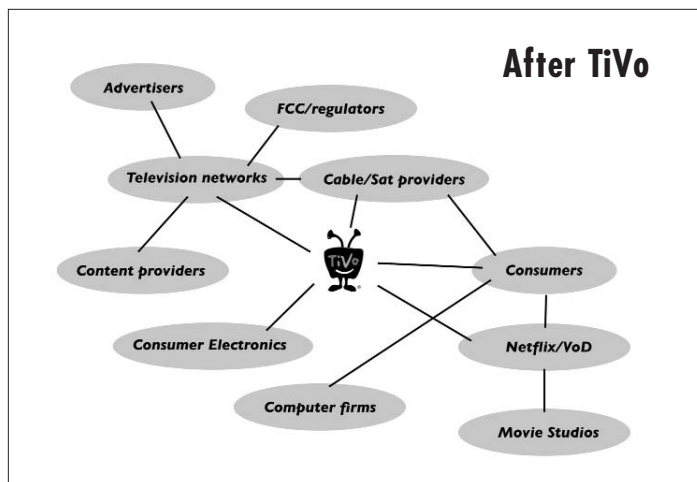 After TiVo
Advertisers
FCC/regulators
Television networks
Cable/Sat providers
TiVo
Content providers
Consumers
Consumer Electronics
Netflix/VoD
Computer firms
Movie Studios